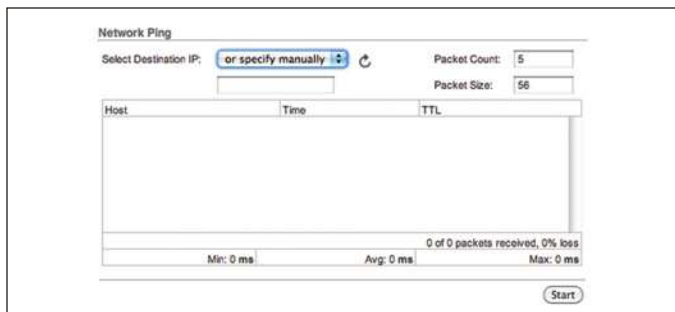 Network Ping
Select Destination IP: or specify manually Packet Count: 5
Packet Size: 56
Host Time TTL
0 of 0 packets received, 0% loss
Min: 0 ms Avg: 0 ms Max: 0 ms
Start